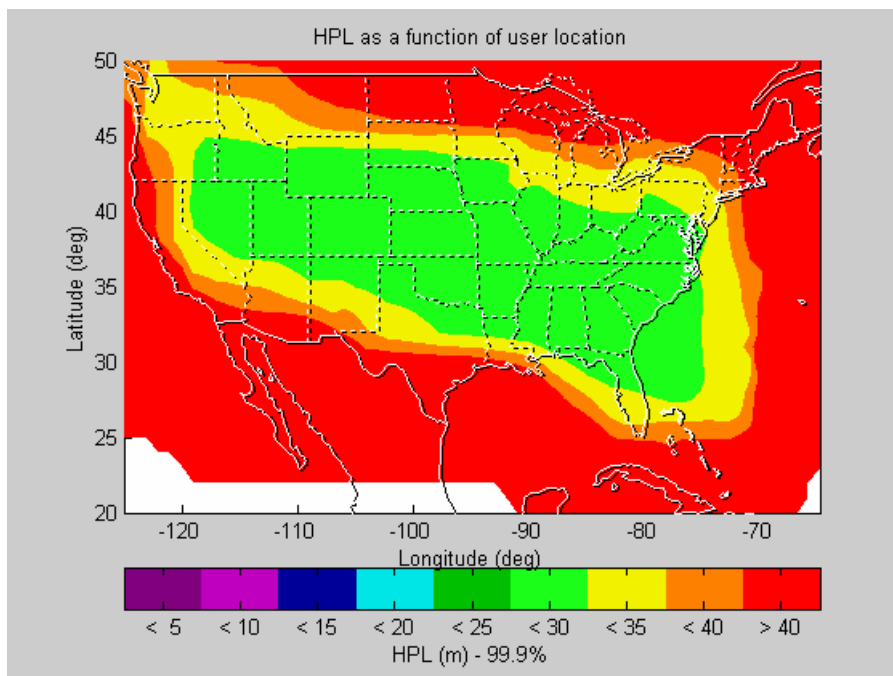 HPL as a function of user location
50
45
40
35
30
25
20
Latitude (deg)
-120 -110 -100 -90 -80 -70
Longitude (deg)
< 5 < 10 < 15 < 20 < 25 < 30 < 35 < 40 > 40
HPL (m) - 99.9%